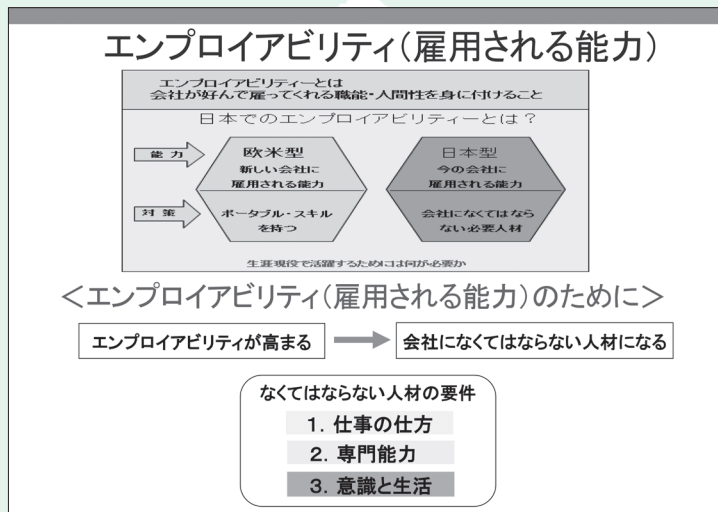 エンプロイアビリティ(雇用される能力)
エンプロイアビリティーとは
会社が好んで雇ってくれる職能・人間性を身に付けること
日本でのエンプロイアビリティーとは？
能力
欧米型
新しい会社に
雇用される能力
日本型
今の会社に
雇用される能力
対策
ポータブル・スキル
を持つ
会社になくてはなら
ない必要人材
生涯現役で活躍するためには何が必要か
＜エンプロイアビリティ(雇用される能力)のために＞
エンプロイアビリティが高まる
会社になくてはならない人材になる
なくてはならない人材の要件
1. 仕事の仕方
2. 専門能力
3. 意識と生活